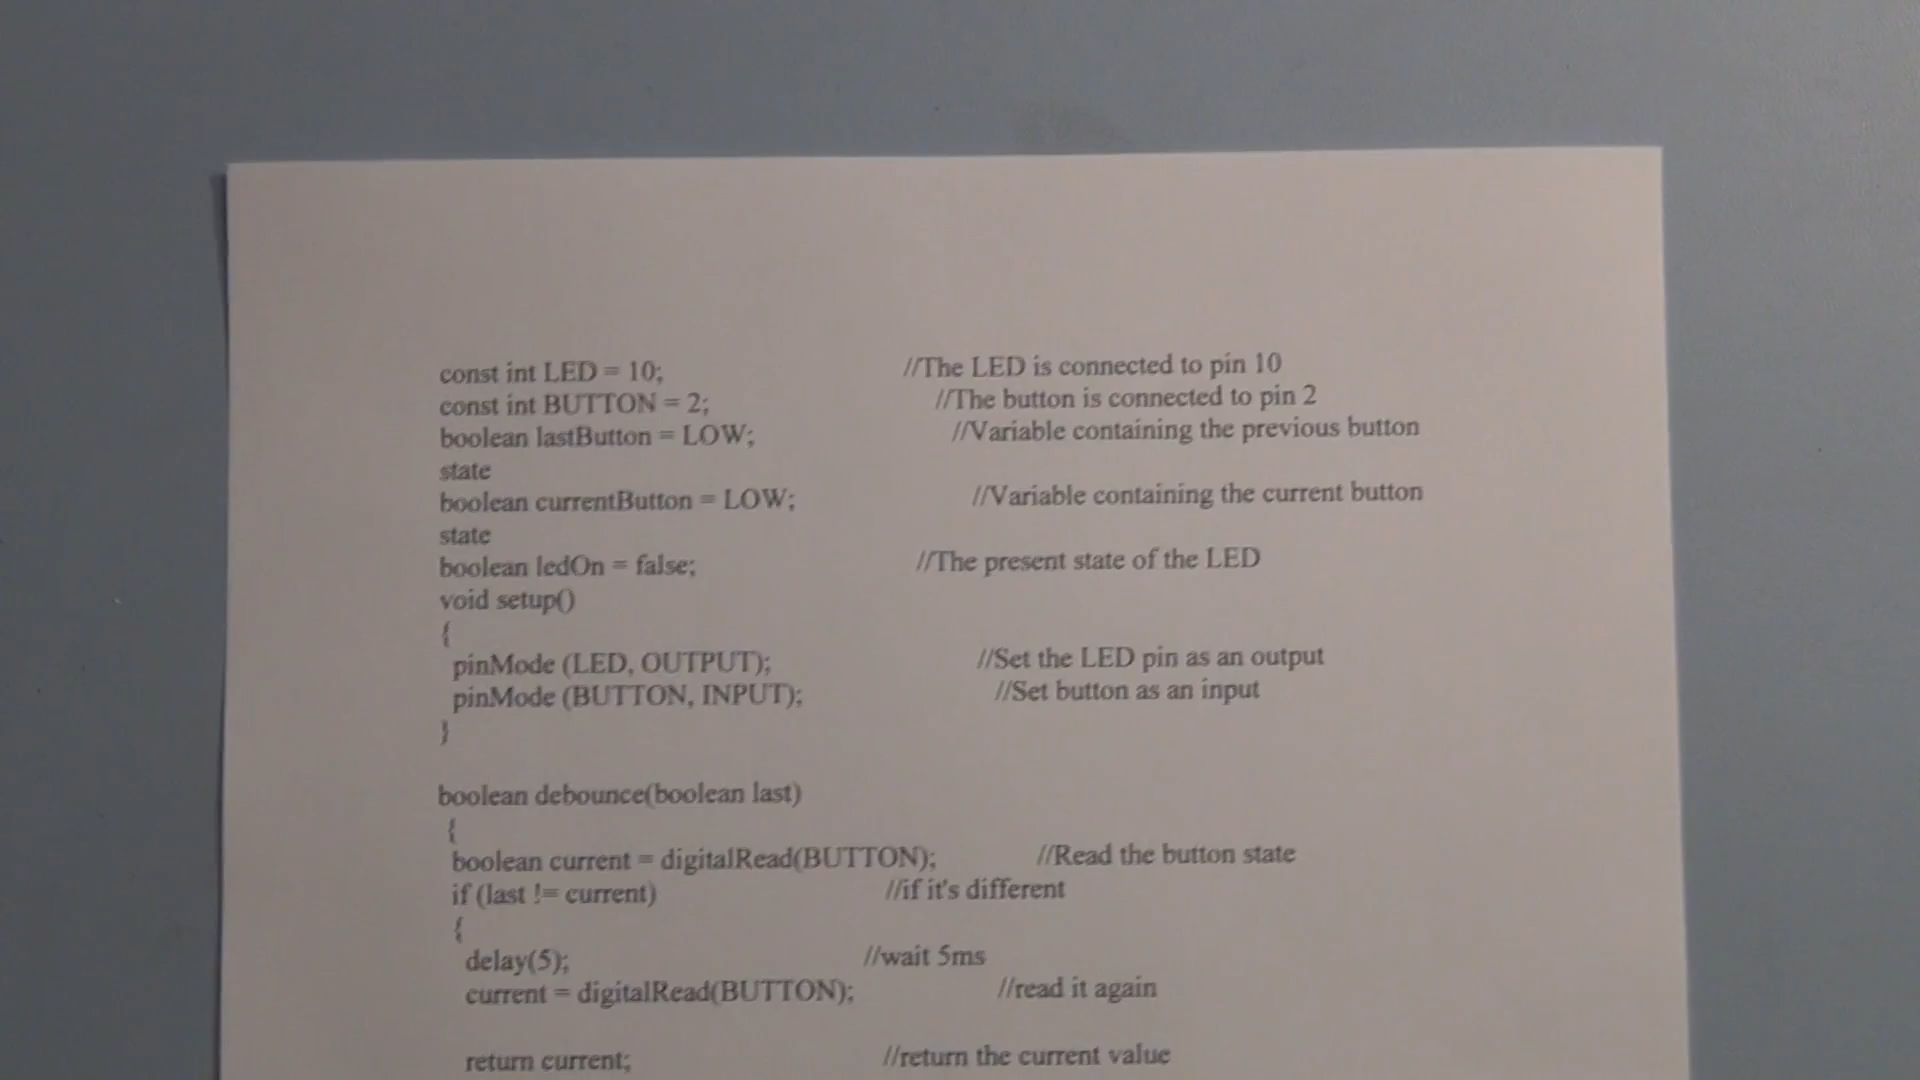 const int LED = 10; //The LED is connected to pin 10
const int BUTTON = 2; //The button is connected to pin 2
boolean lastButton = LOW; //Variable containing the previous button
state
boolean currentButton = LOW; //Variable containing the current button
state
boolean ledOn = false; //The present state of the LED
void setup()
{
pinMode (LED, OUTPUT); //Set the LED pin as an output
pinMode (BUTTON, INPUT); //Set button as an input
}
boolean debounce(boolean last)
{
boolean current = digitalRead(BUTTON); //Read the button state
if (last != current) //if it's different
{
delay(5); //wait 5ms
current = digitalRead(BUTTON); //read it again
return current; //return the current value